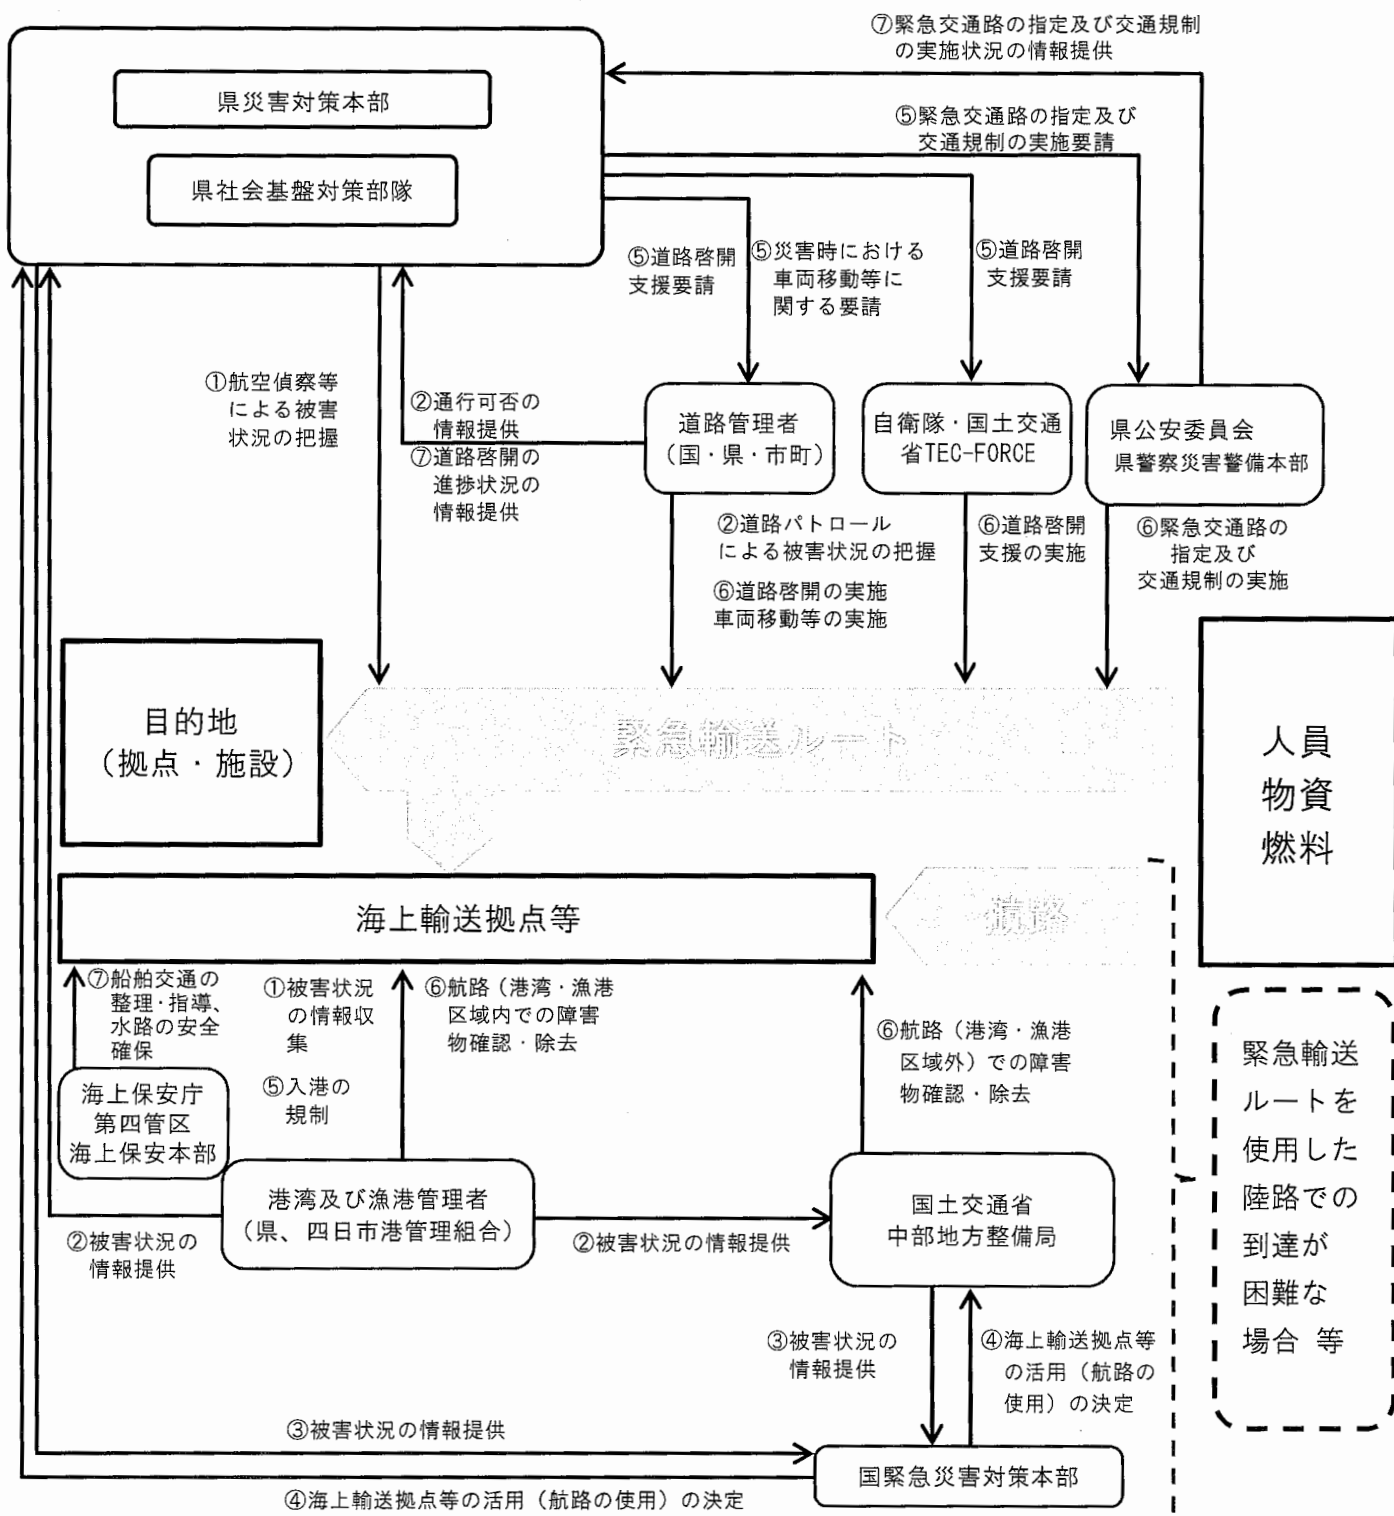 ⑦緊急交通路の指定及び交通規制
の実施状況の情報提供
県災害対策本部
⑤緊急交通路の指定及び
交通規制の実施要請
県社会基盤対策部隊
⑤道路啓開
支援要請
⑤災害時における
車両移動等に
関する要請
⑤道路啓開
支援要請
①航空偵察等
による被害
状況の把握
②通行可否の
情報提供
⑦道路啓開の
進捗状況の
情報提供
道路管理者
（国・県・市町）
自衛隊・国土交通
省TEC-FORCE
県公安委員会
県警察災害警備本部
②道路パトロール
による被害状況の把握
⑥道路啓開の実施
車両移動等の実施
⑥道路啓開
支援の実施
⑥緊急交通路の
指定及び
交通規制の実施
目的地
（拠点・施設）
緊急輸送ルート
人員
物資
燃料
海上輸送拠点等
航路
⑦船舶交通の
整理・指導、
水路の安全
確保
①被害状況
の情報収
集
⑤入港の
規制
⑥航路（港湾・漁港
区域内での障害
物確認・除去
⑥航路（港湾・漁港
区域外）での障害
物確認・除去
海上保安庁
第四管区
海上保安本部
港湾及び漁港管理者
（県、四日市港管理組合）
国土交通省
中部地方整備局
②被害状況の
情報提供
②被害状況の情報提供
緊急輸送
ルートを
使用した
陸路での
到達が
困難な
場合 等
③被害状況の
情報提供
④海上輸送拠点等
の活用（航路の
使用）の決定
③被害状況の情報提供
国緊急災害対策本部
④海上輸送拠点等の活用（航路の使用）の決定